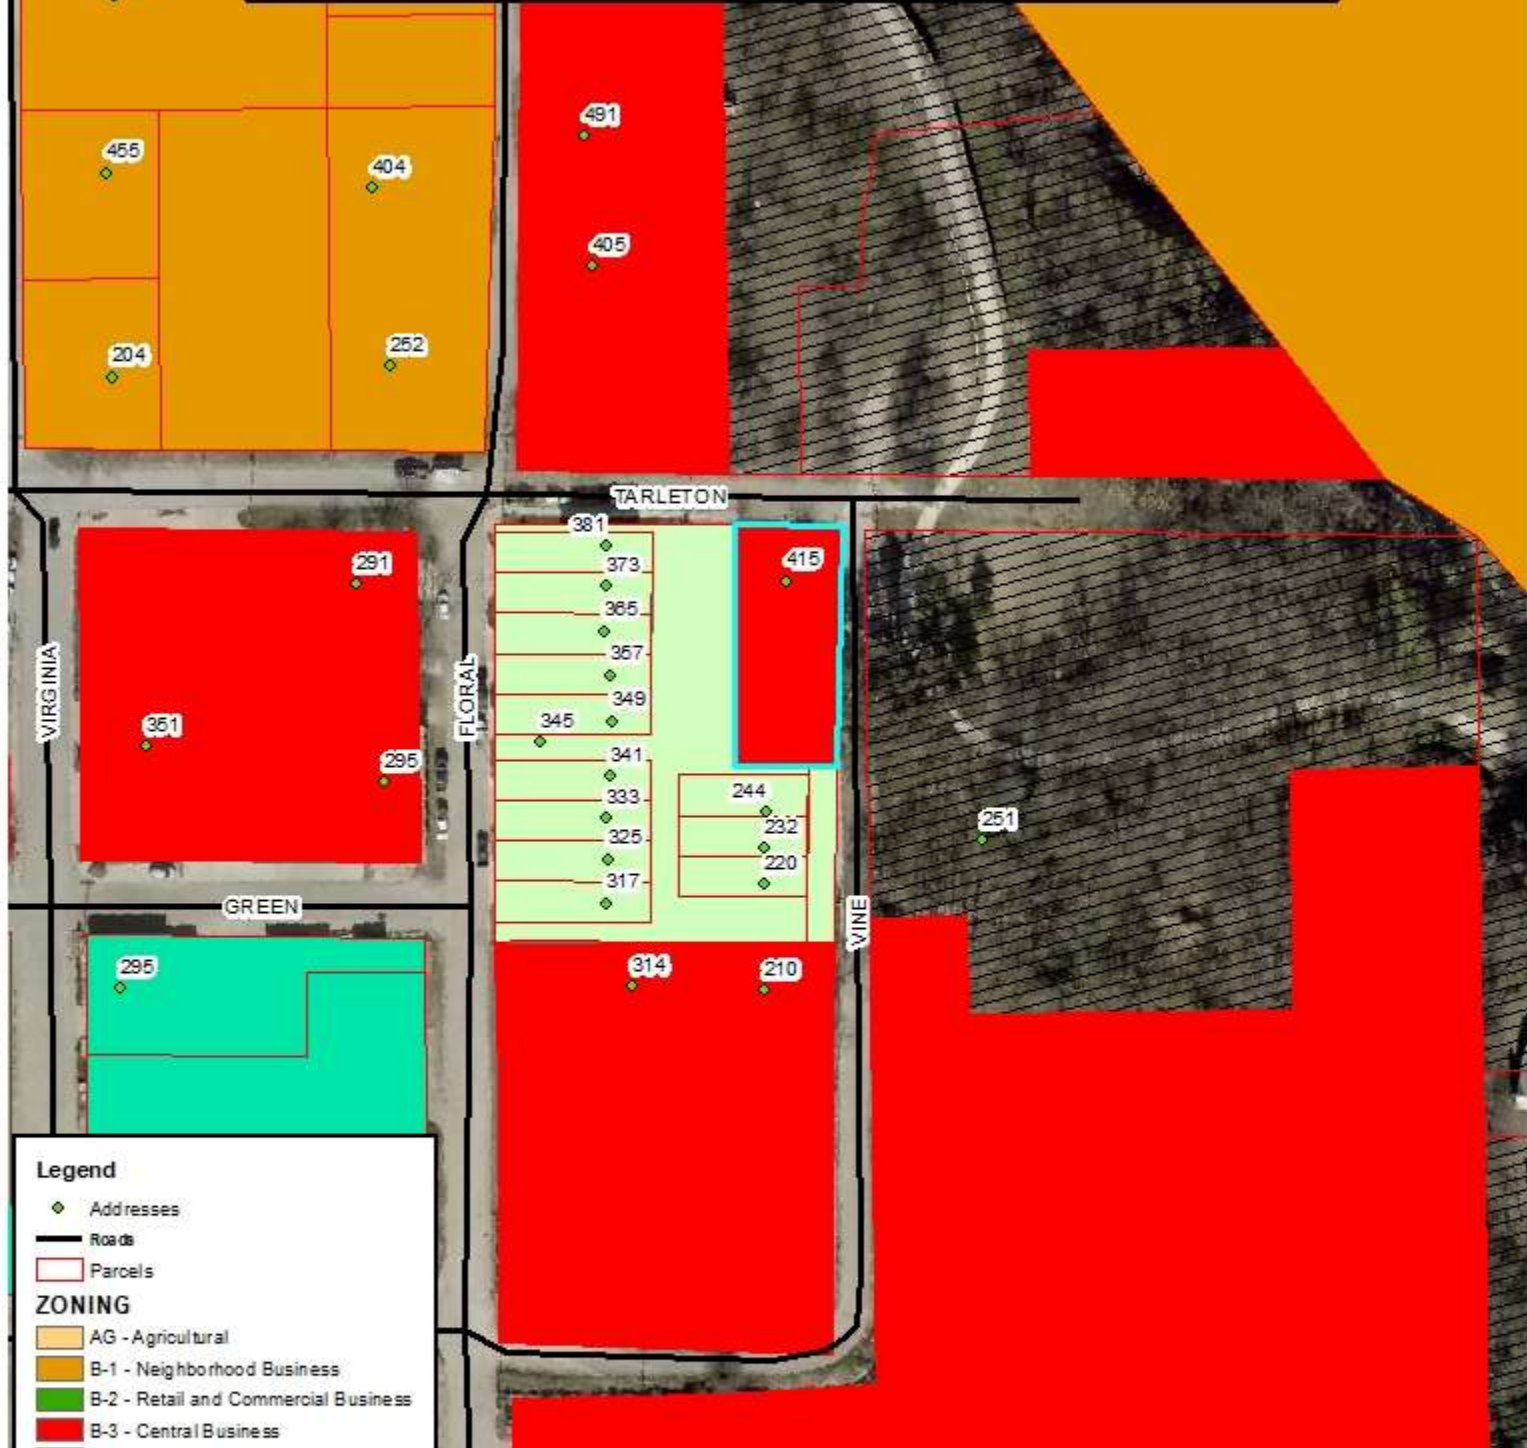 491
455
404
405
204
252
TARLETON
381
415
291
373
365
357
VIRGINIA
FLORAL
349
351
345
341
295
244
333
251
232
325
220
317
GREEN
VINE
295
314
210
Legend
Addresses
Roads
Parcels
ZONING
AG - Agricultural
B-1 - Neighborhood Business
B-2 - Retail and Commercial Business
B-3 - Central Business